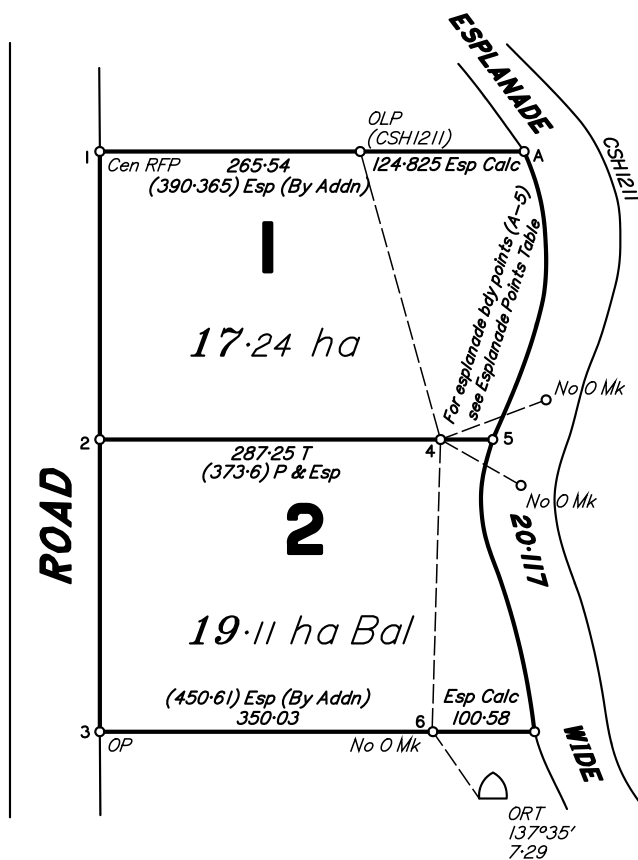 ESPLANADE
OLP
(CSH1211)
CSH1211
1
Cen RFP
265·54
124·825 Esp Calc
A
(390·365) Esp (By Addn)
1
For esplanade bdy points (A-5)
see Esplanade Points Table
17·24 ha
No O Mk
2
287·25 T
4
5
(373·6) P & Esp
No O Mk
ROAD
2
20·117
19·11 ha Bal
(450·61) Esp (By Addn)
Esp Calc
350·03
6
100·58
3
OP
No O Mk
WIDE
ORT
137°35'
7·29